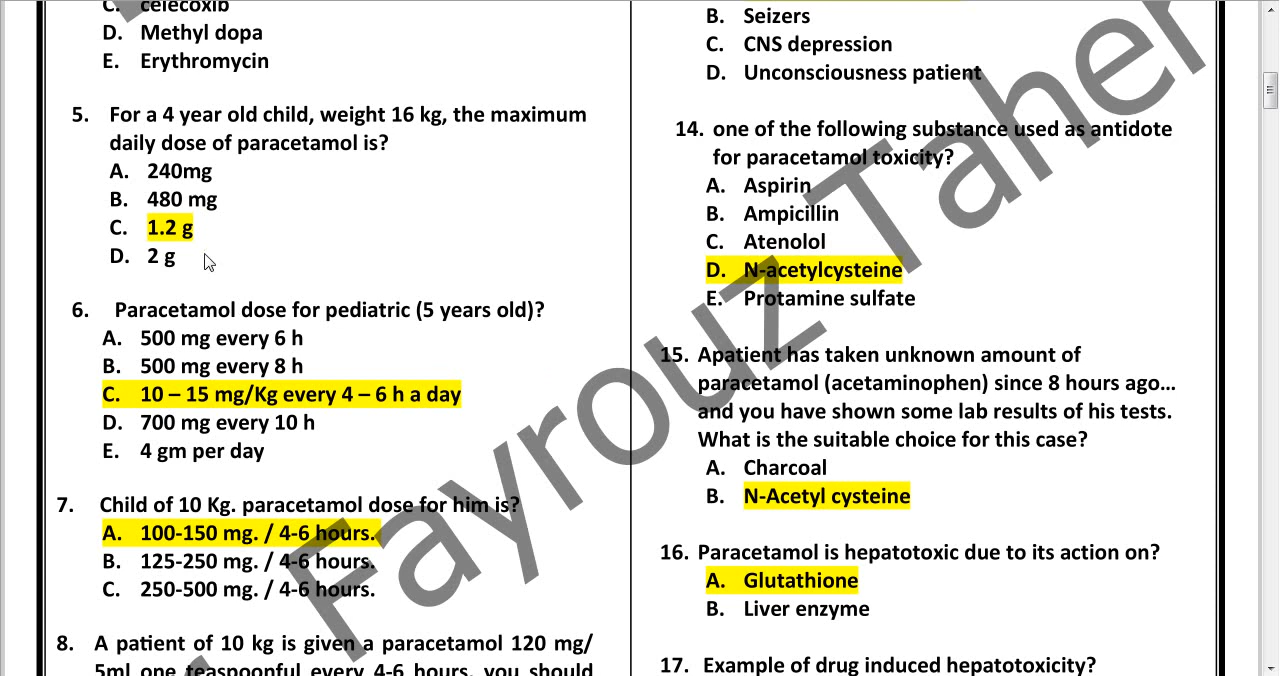 C. celecoxib
D. Methyl dopa
E. Erythromycin
5. For a 4 year old child, weight 16 kg, the maximum
daily dose of paracetamol is?
A. 240mg
B. 480 mg
C. 1.2 g
D. 2 g
6. Paracetamol dose for pediatric (5 years old)?
A. 500 mg every 6 h
B. 500 mg every 8 h
C. 10 – 15 mg/Kg every 4 – 6 h a day
D. 700 mg every 10 h
E. 4 gm per day
7. Child of 10 Kg. paracetamol dose for him is?
A. 100-150 mg. / 4-6 hours.
B. 125-250 mg. / 4-6 hours.
C. 250-500 mg. / 4-6 hours.
8. A patient of 10 kg is given a paracetamol 120 mg/
5ml one teaspoonful every 4-6 hours, you should
B. Seizers
C. CNS depression
D. Unconsciousness patient
14. one of the following substance used as antidote
for paracetamol toxicity?
A. Aspirin
B. Ampicillin
C. Atenolol
D. N-acetylcysteine
E. Protamine sulfate
15. Apatient has taken unknown amount of
paracetamol (acetaminophen) since 8 hours ago...
and you have shown some lab results of his tests.
What is the suitable choice for this case?
A. Charcoal
B. N-Acetyl cysteine
16. Paracetamol is hepatotoxic due to its action on?
A. Glutathione
B. Liver enzyme
17. Example of drug induced hepatotoxicity?
Fayrouz Taher